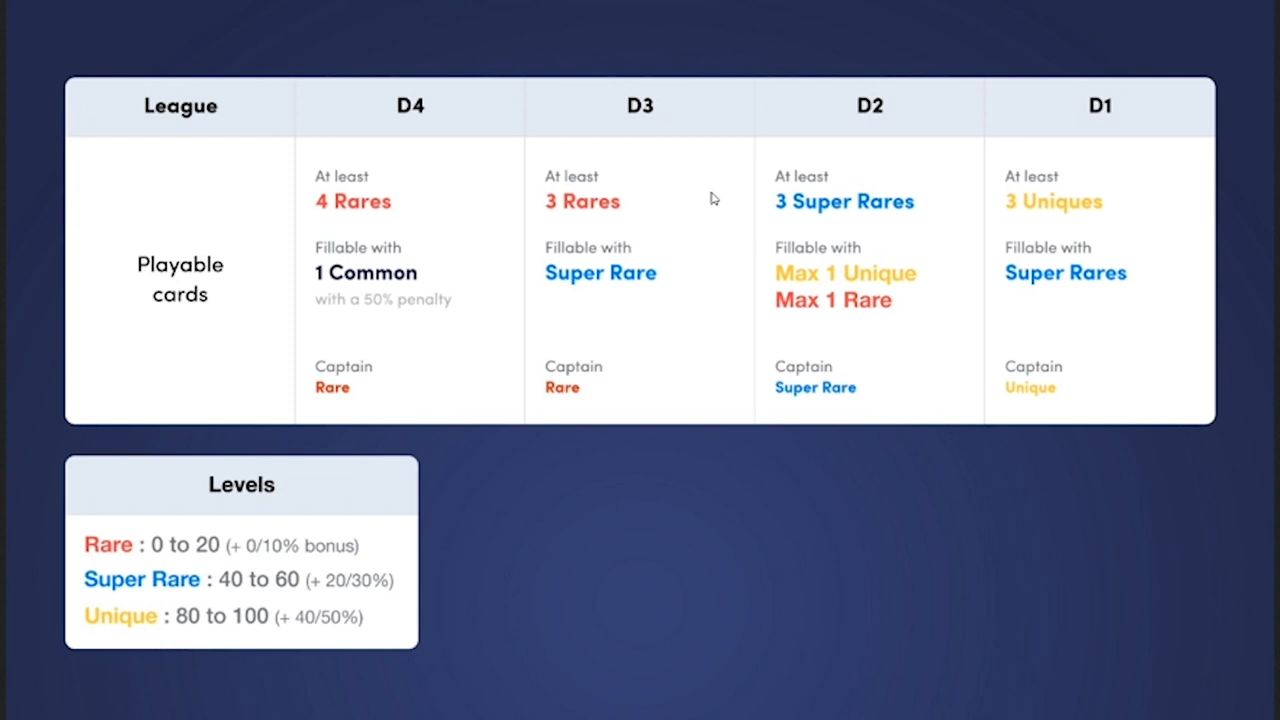 League D4 D3 D2 D1
Playable
cards
At least
4 Rares
Fillable with
1 Common
with a 50% penalty
Captain
Rare
At least
3 Rares
Fillable with
Super Rare
Captain
Rare
At least
3 Super Rares
Fillable with
Max 1 Unique
Max 1 Rare
Captain
Super Rare
At least
3 Uniques
Fillable with
Super Rares
Captain
Unique
Levels
Rare : 0 to 20 (+ 0/10% bonus)
Super Rare : 40 to 60 (+ 20/30%)
Unique : 80 to 100 (+ 40/50%)